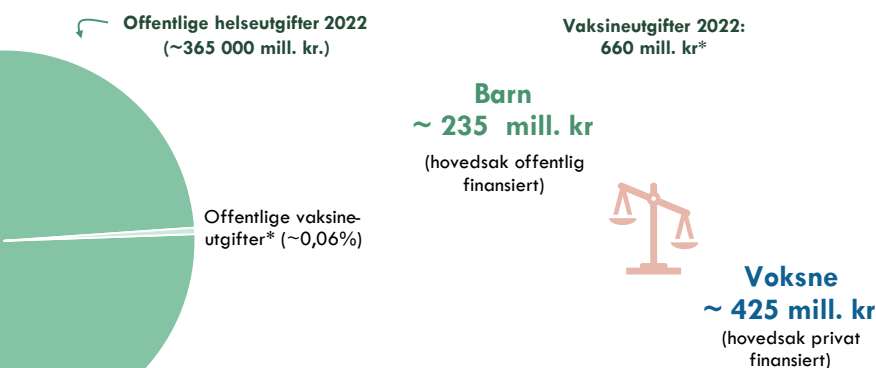 Offentlige helseutgifter 2022
(~365 000 mill. kr.)
Vaksineutgifter 2022:
660 mill. kr*
Barn
~ 235 mill. kr
(hovedsak offentlig
finansiert)
Offentlige vaksine-
utgifter* (~0,06%)
Voksne
~ 425 mill. kr
(hovedsak privat
finansiert)